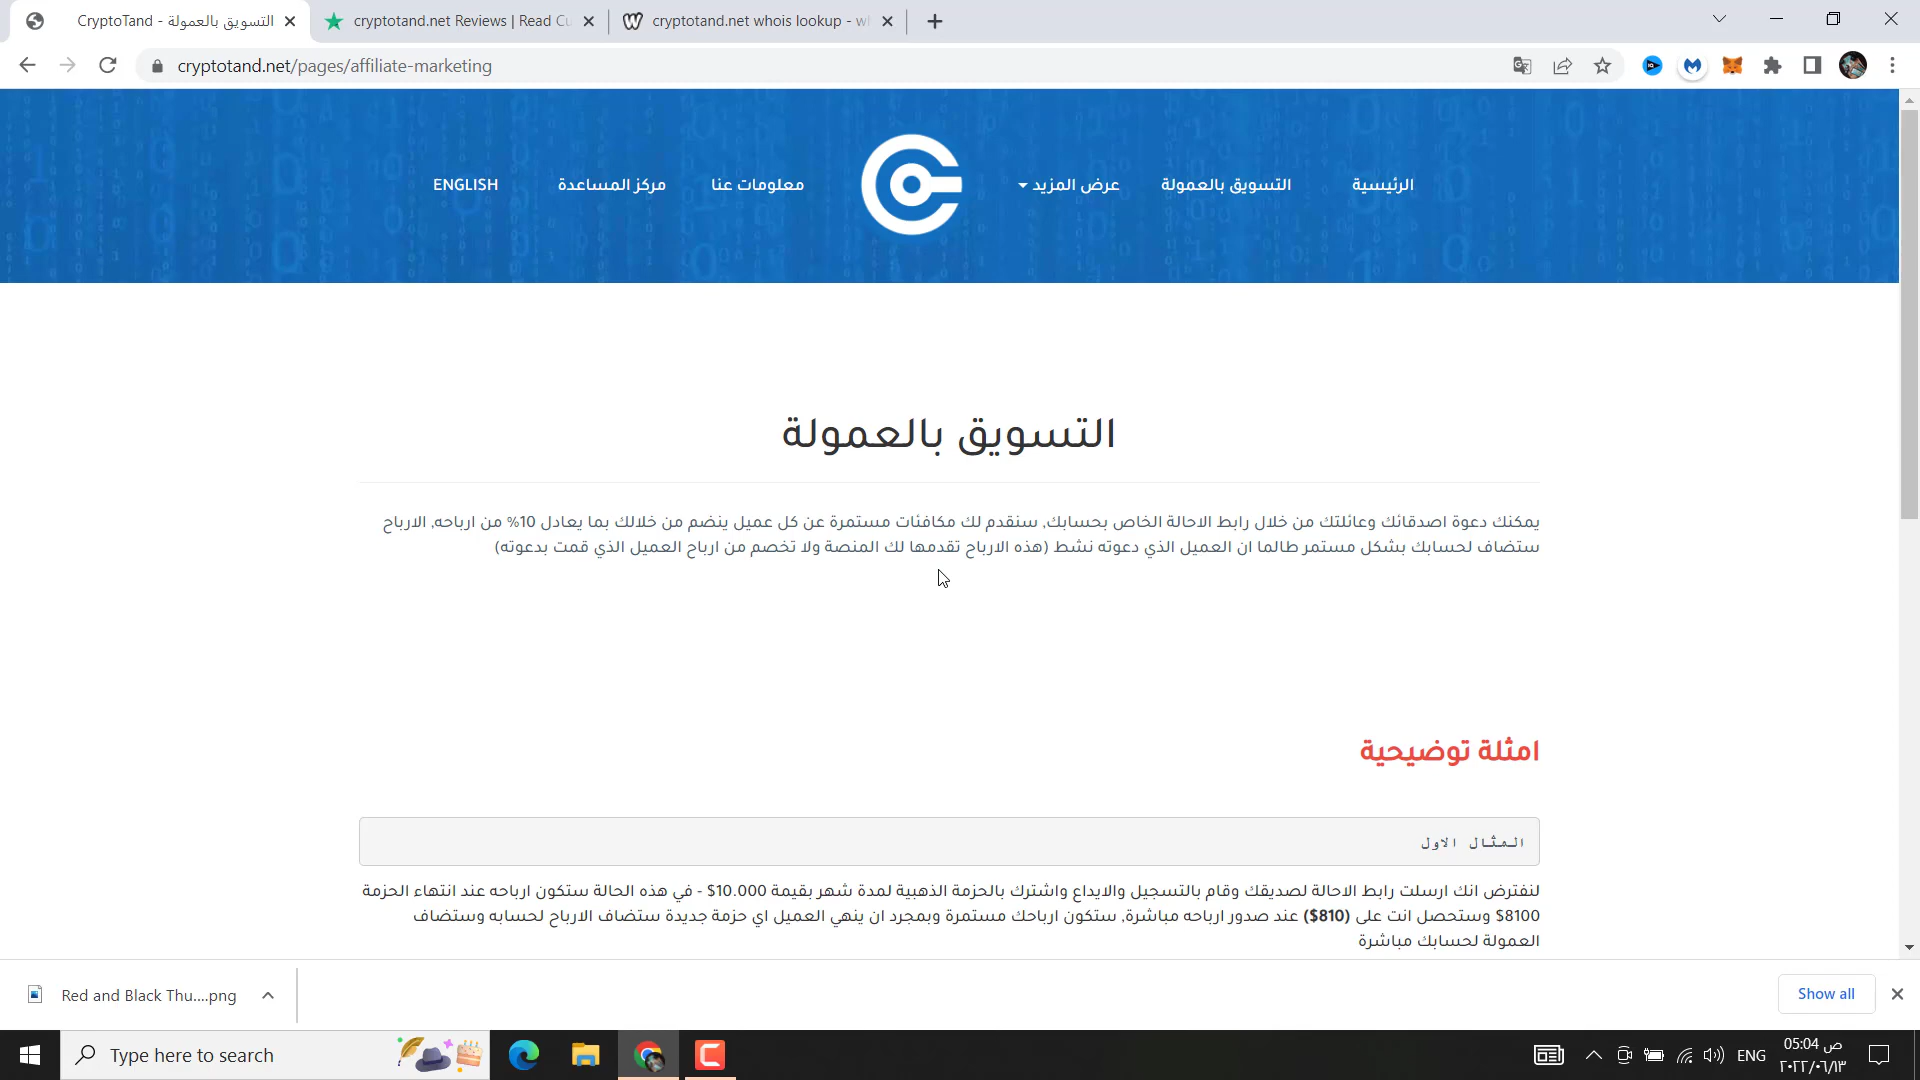 CryptoTand - التسويق بالعمولة
cryptotand.net Reviews | Read Cu
cryptotand.net whois lookup - wh
cryptotand.net/pages/affiliate-marketing
الرئيسية
التسويق بالعمولة
عرض المزيد
معلومات عنا
مركز المساعدة
ENGLISH
التسويق بالعمولة
يمكنك دعوة اصدقائك وعائلتك من خلال رابط الاحالة الخاص بحسابك, سنقدم لك مكافئات مستمرة عن كل عميل ينضم من خلالك بما يعادل 10% من ارباحه, الارباح
ستضاف لحسابك بشكل مستمر طالما ان العميل الذي دعوته نشط (هذه الارباح تقدمها لك المنصة ولا تخصم من ارباح العميل الذي قمت بدعوته)
امثلة توضيحية
المثال الاول
لنفترض انك ارسلت رابط الاحالة لصديقك وقام بالتسجيل والايداع واشترك بالحزمة الذهبية لمدة شهر بقيمة 10.000$ - في هذه الحالة ستكون ارباحه عند انتهاء الحزمة
8100$ وستحصل انت على (810$) عند صدور ارباحه مباشرة, ستكون ارباحك مستمرة وبمجرد ان ينهي العميل اي حزمة جديدة ستضاف الارباح لحسابه وستضاف
العمولة لحسابك مباشرة
Red and Black Thu....png
Show all
Type here to search
ENG
05:04 ص
٢٠٢٢/٠٦/١٣